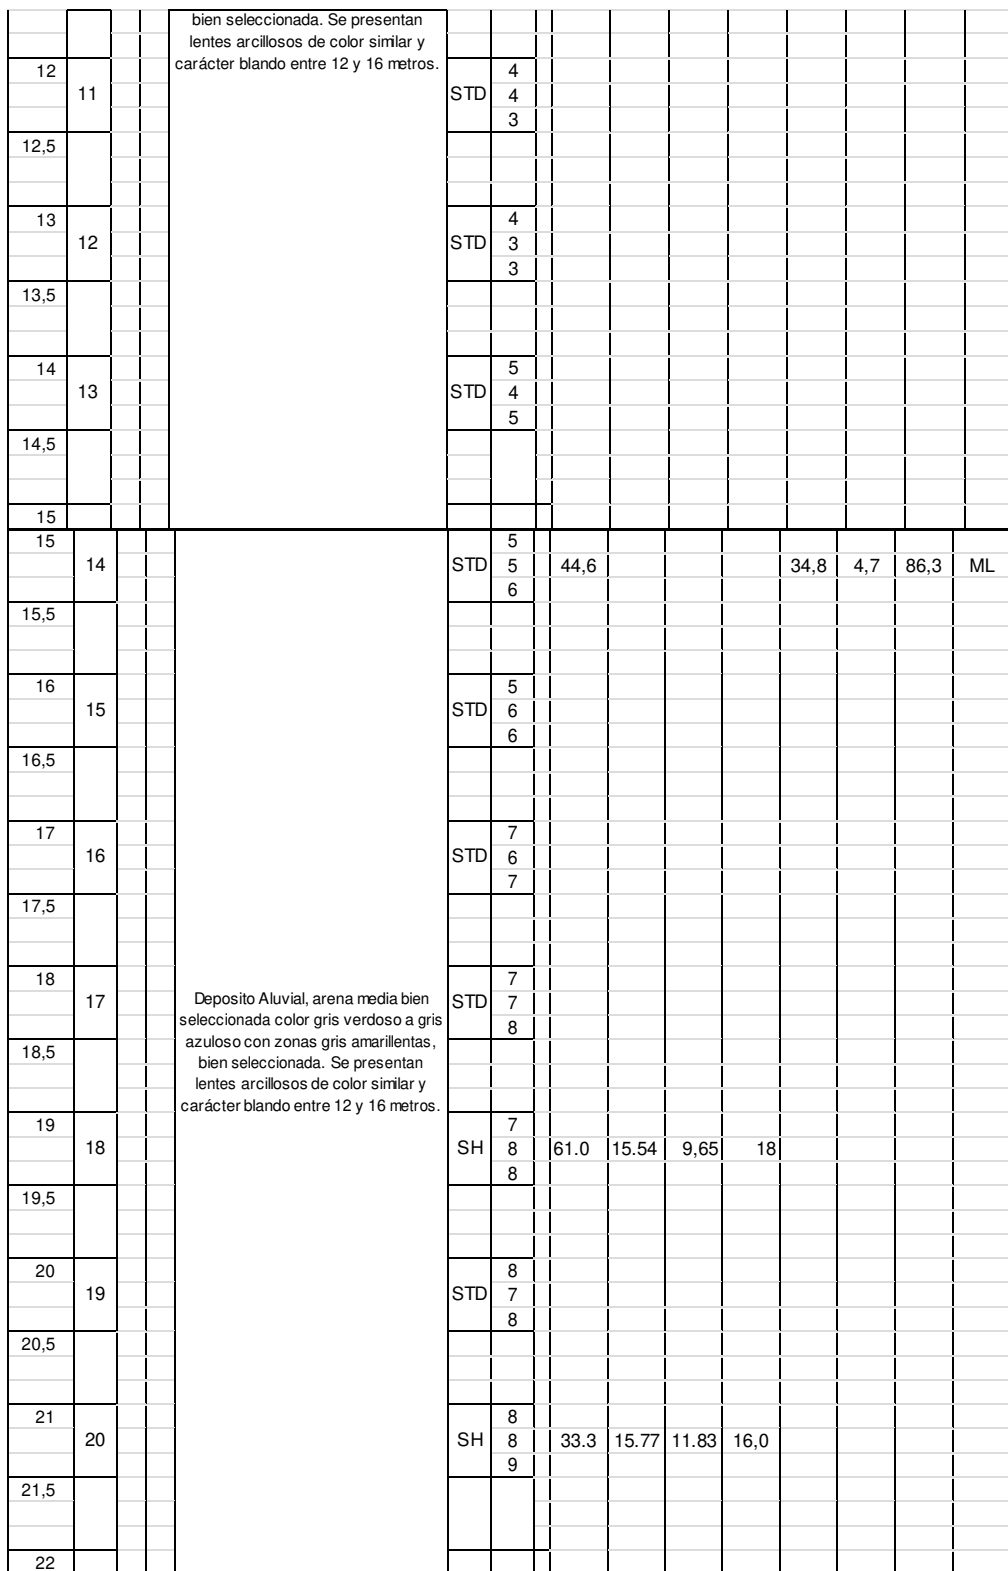 bien seleccionada. Se presentan
lentes arcillosos de color similar y
carácter blando entre 12 y 16 metros.
12 4
11 STD 4
3
12,5
13 4
12 STD 3
3
13,5
14 5
13 STD 4
5
14,5
15
15 5
14 STD 5 44,6 34,8 4,7 86,3 ML
6
15,5
16 5
15 STD 6
6
16,5
17 7
16 STD 6
7
17,5
18 7
17 STD 7
8
Deposito Aluvial, arena media bien
seleccionada color gris verdoso a gris
azuloso con zonas gris amarillentas,
bien seleccionada. Se presentan
lentes arcillosos de color similar y
carácter blando entre 12 y 16 metros.
18,5
19 7
18 SH 8 61.0 15.54 9,65 18
8
19,5
20 8
19 STD 7
8
20,5
21 8
20 SH 8 33.3 15.77 11.83 16,0
9
21,5
22